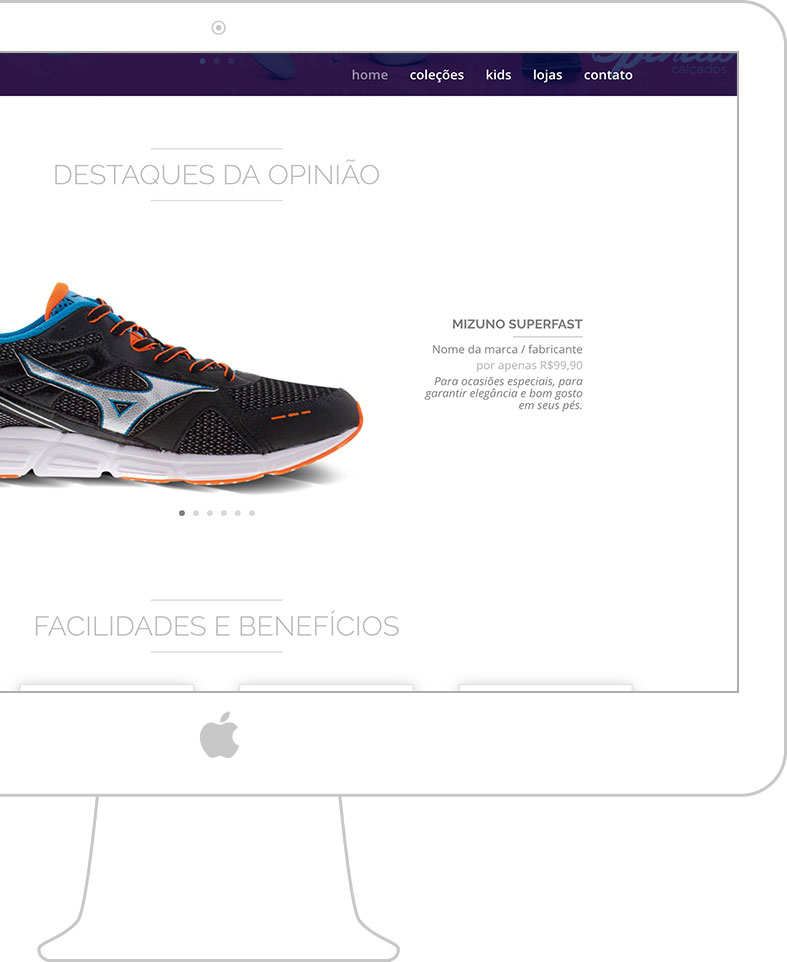 home coleções kids lojas contato
calçados
DESTAQUES DA OPINIÃO
MIZUNO SUPERFAST
Nome da marca / fabricante
por apenas R$99,90
Para ocasiões especiais, para
garantir elegância e bom gosto
em seus pés.
FACILIDADES E BENEFÍCIOS